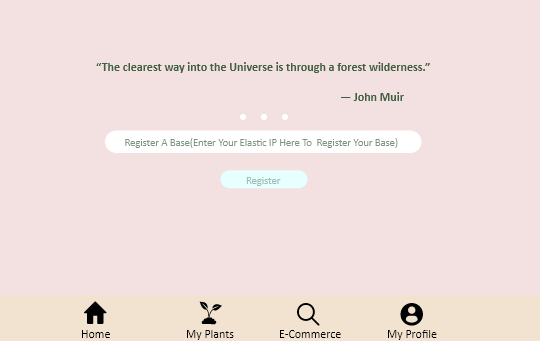 “The clearest way into the Universe is through a forest wilderness.”
— John Muir
Register A Base(Enter Your Elastic IP Here To  Register Your Base)
Register
Home
My Plants
E-Commerce
My Profile